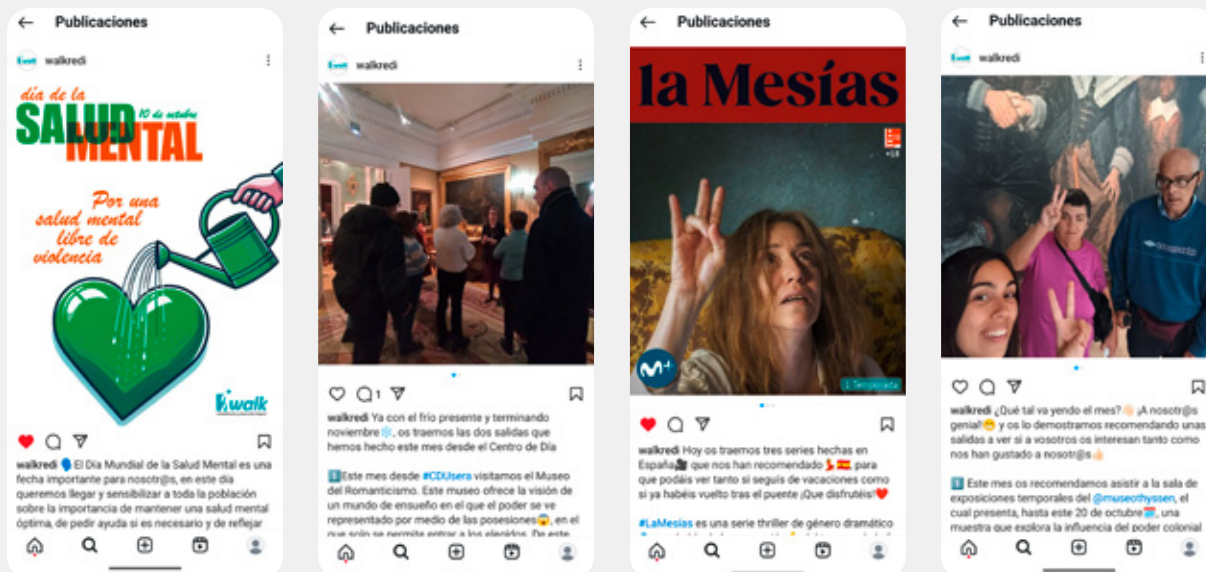 ← Publicaciones
walkredi
día de la
SALUD
10 de octubre
MENTAL
Por una
salud mental
libre de
violencia
walk
walkredi 🗣️El Día Mundial de la Salud Mental es una
fecha importante para nosotr@s, en este día
queremos llegar y sensibilizar a toda la población
sobre la importancia de mantener una salud mental
óptima, de pedir ayuda si es necesario y de reflejar
← Publicaciones
walkredi
1
walkredi Ya con el frío presente y terminando
noviembre❄️, os traemos las dos salidas que
hemos hecho este mes desde el Centro de Día
1️⃣Este mes desde #CDUsera visitamos el Museo
del Romanticismo. Este museo ofrece la visión de
un mundo de ensueño en el que el poder se ve
representado por medio de las posesiones😱, en el
que solo se permite entrar a los elegidos. De este
← Publicaciones
la Mesías
+18
M+
1 Temporada
walkredi Hoy os traemos tres series hechas en
España🎥 que nos han recomendado💃🇪🇸, para
que podáis ver tanto si seguís de vacaciones como
si ya habéis vuelto tras el puente ¡Que disfrutéis!❤️
#LaMesías es una serie thriller de género dramático
← Publicaciones
walkredi
walkredi ¿Qué tal va yendo el mes?👋🏻 ¡A nosotr@s
genial!😁 y os lo demostramos recomendando unas
salidas a ver si a vosotros os interesan tanto como
nos han gustado a nosotr@s👍🏻
1️⃣ Este mes os recomendamos asistir a la sala de
exposiciones temporales del @museothyssen, el
cual presenta, hasta este 20 de octubre🗓️, una
muestra que explora la influencia del poder colonial